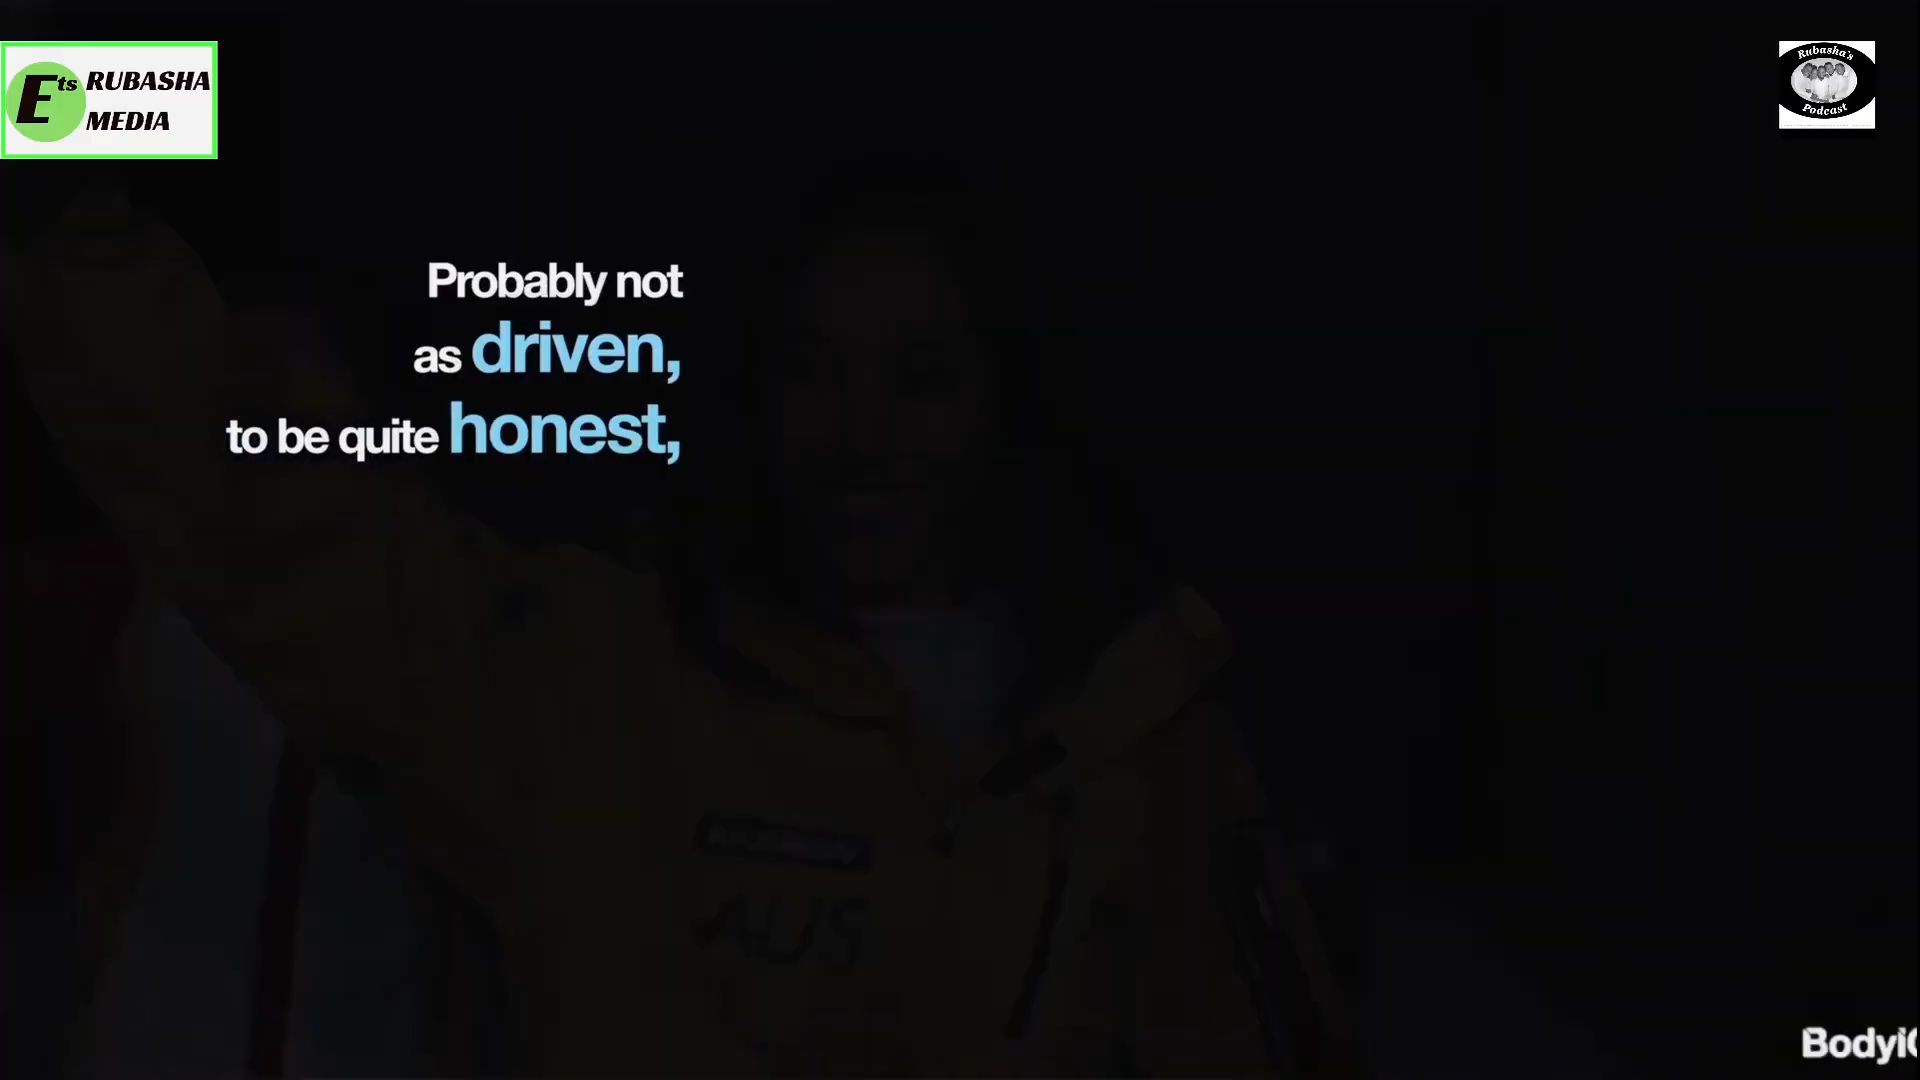 Ets RUBASHA
MEDIA
Rubasha's
Podcast
Probably not
as driven,
to be quite honest,
AUS